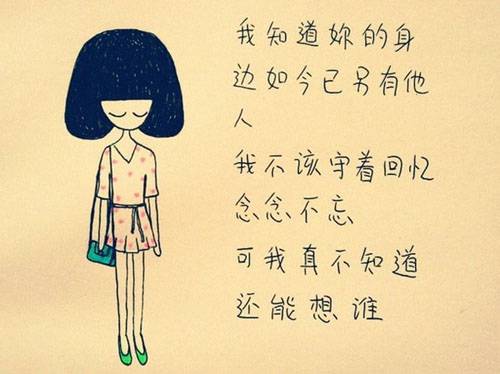 我知道妳的身
边如今已另有他
人
我不该守着回忆
念念不忘
可我真不知道
还能想谁